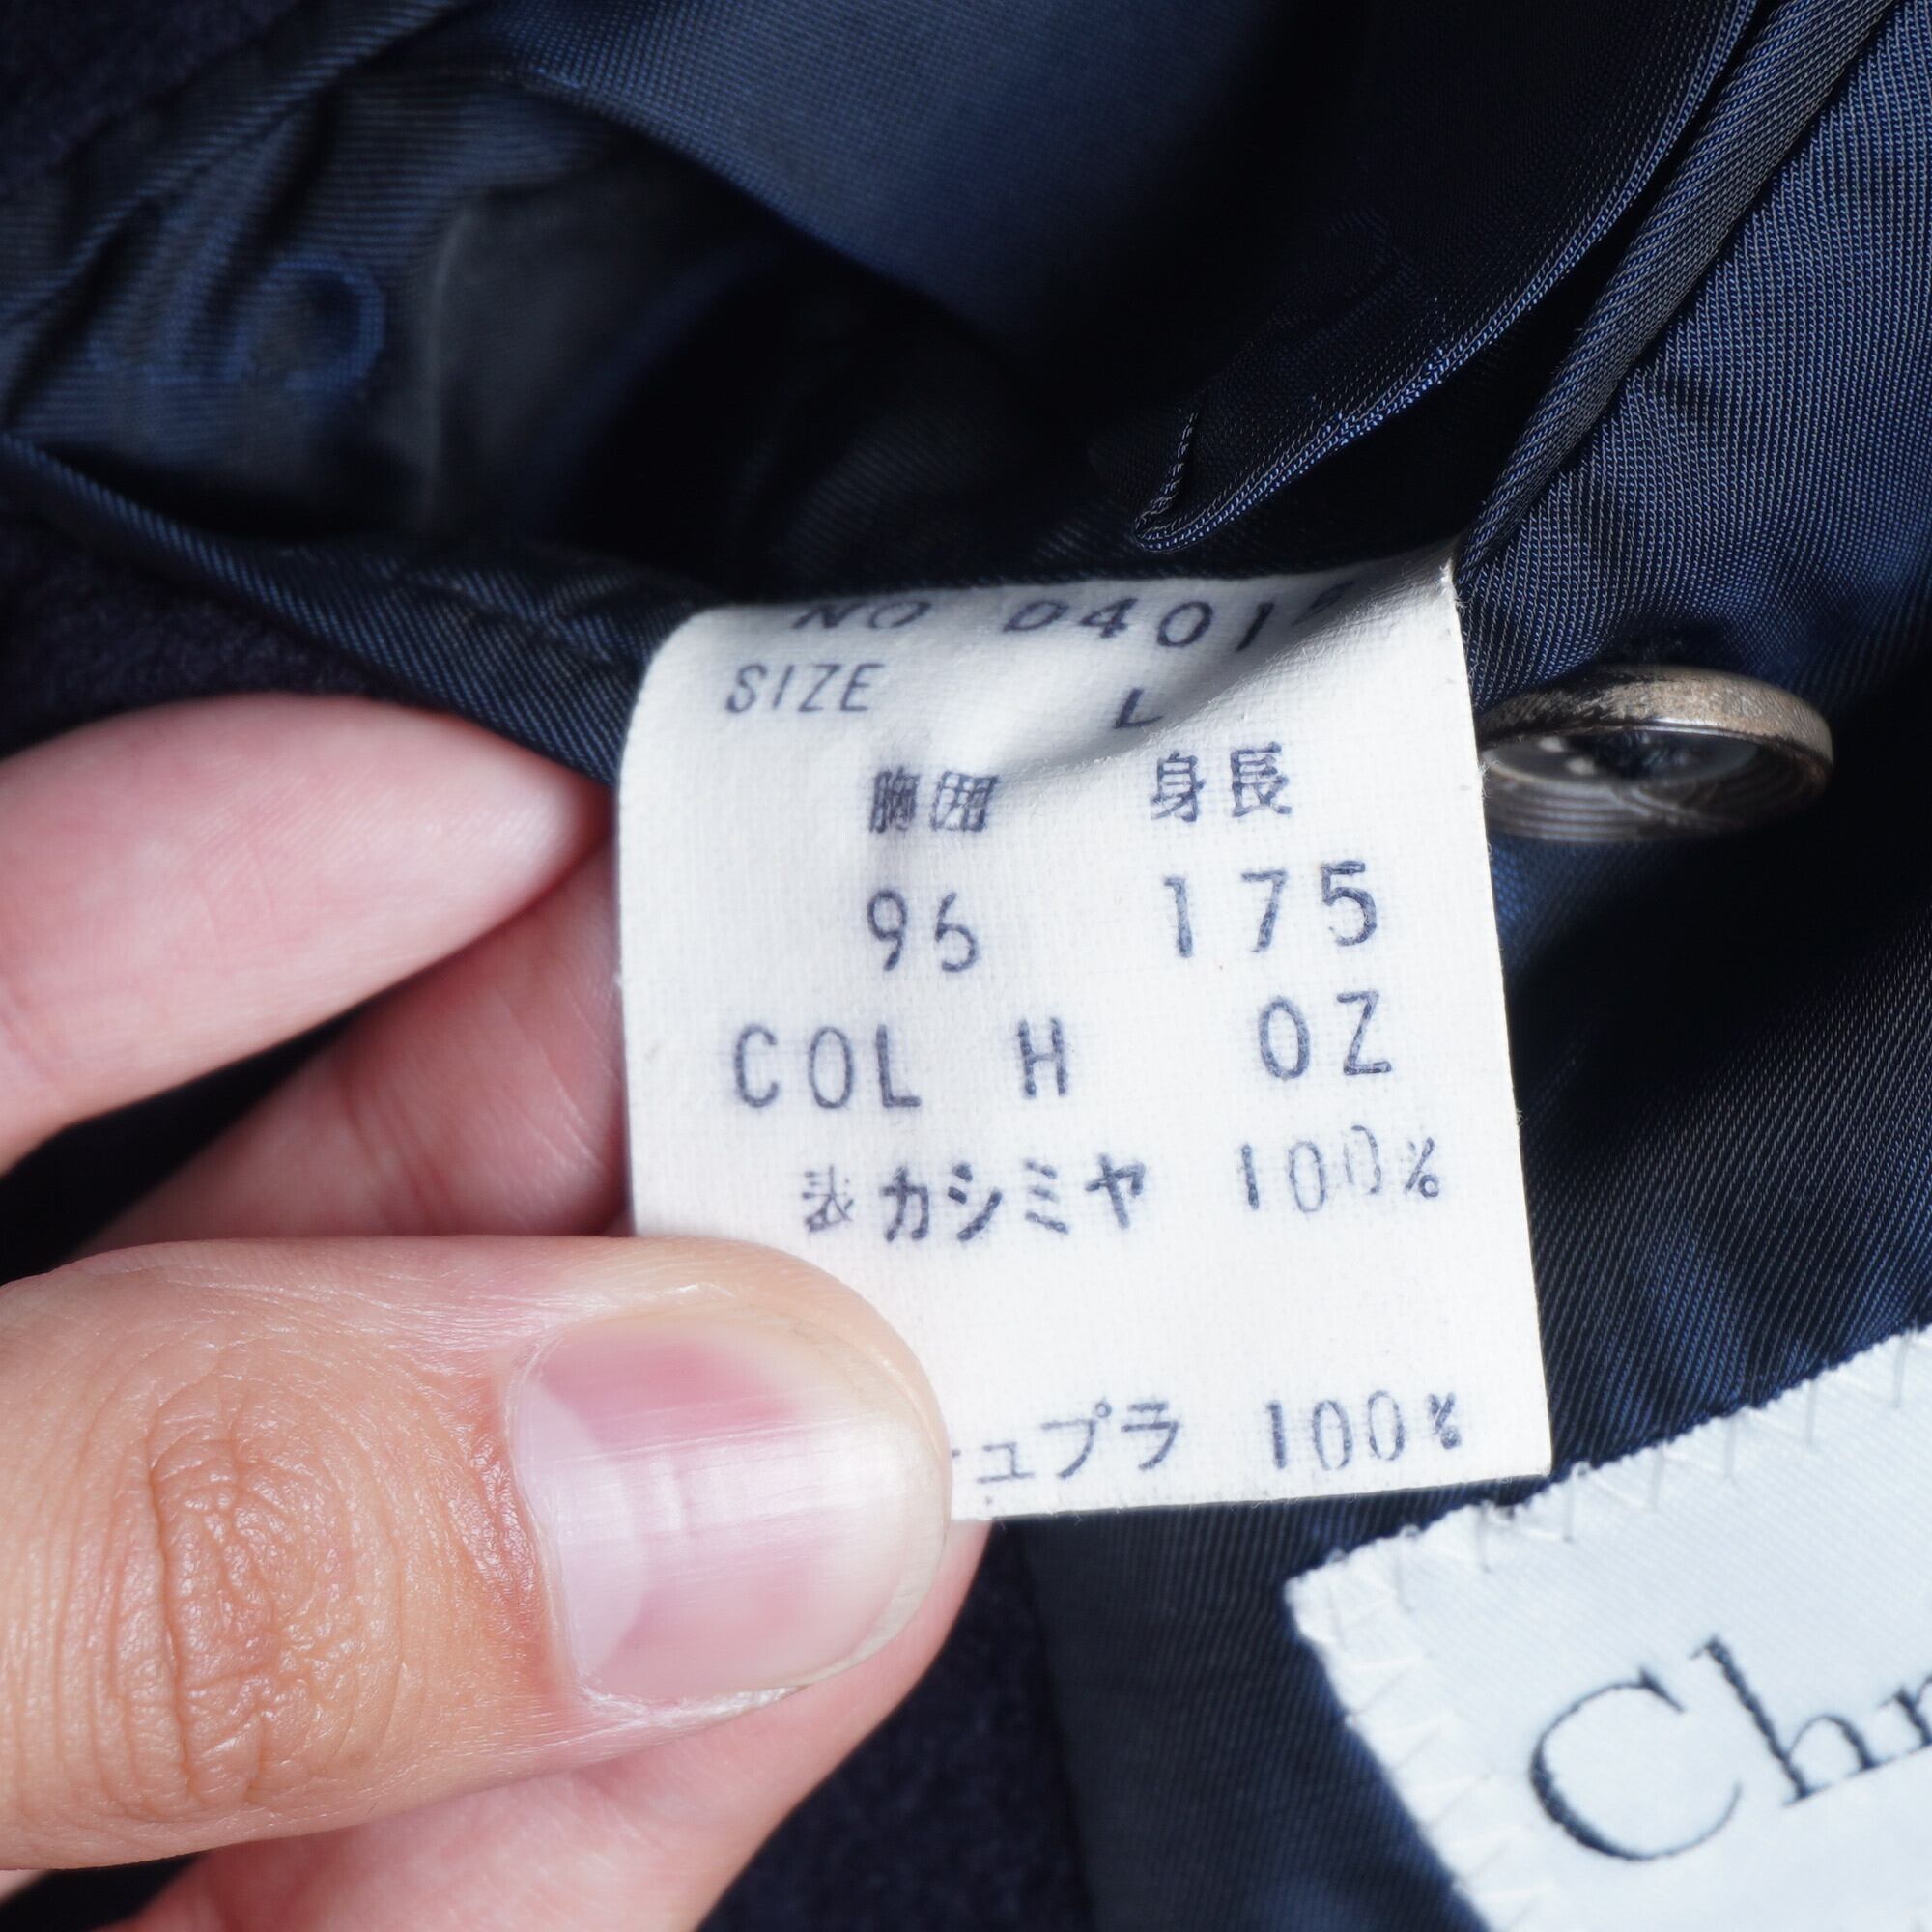 NO D401
SIZE L
胸囲 身長
96 175
COL H OZ
表カシミヤ 100%
ュプラ 100%
Chr